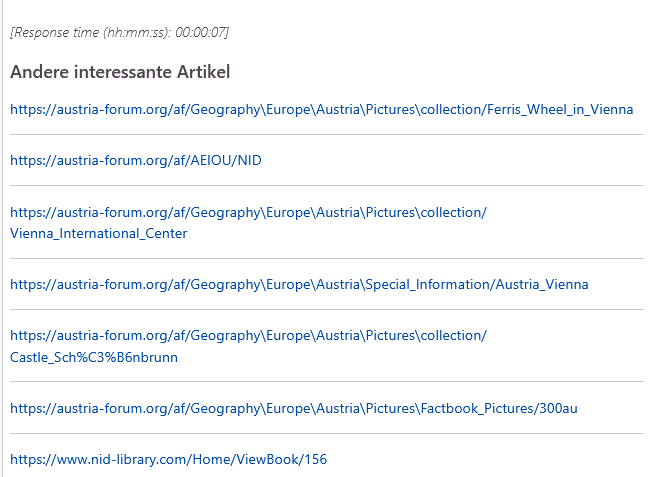 [Response time (hh:mm:ss): 00:00:07]
Andere interessante Artikel
https://austria-forum.org/af/Geography\Europe\Austria\Pictures\collection/Ferris_Wheel_in_Vienna
https://austria-forum.org/af/AEIOU/NID
https://austria-forum.org/af/Geography\Europe\Austria\Pictures\collection/
Vienna_International_Center
https://austria-forum.org/af/Geography\Europe\Austria\Special_Information/Austria_Vienna
https://austria-forum.org/af/Geography\Europe\Austria\Pictures\collection/
Castle_Sch%C3%B6nbrunn
https://austria-forum.org/af/Geography\Europe\Austria\Pictures\Factbook_Pictures/300au
https://www.nid-library.com/Home/ViewBook/156